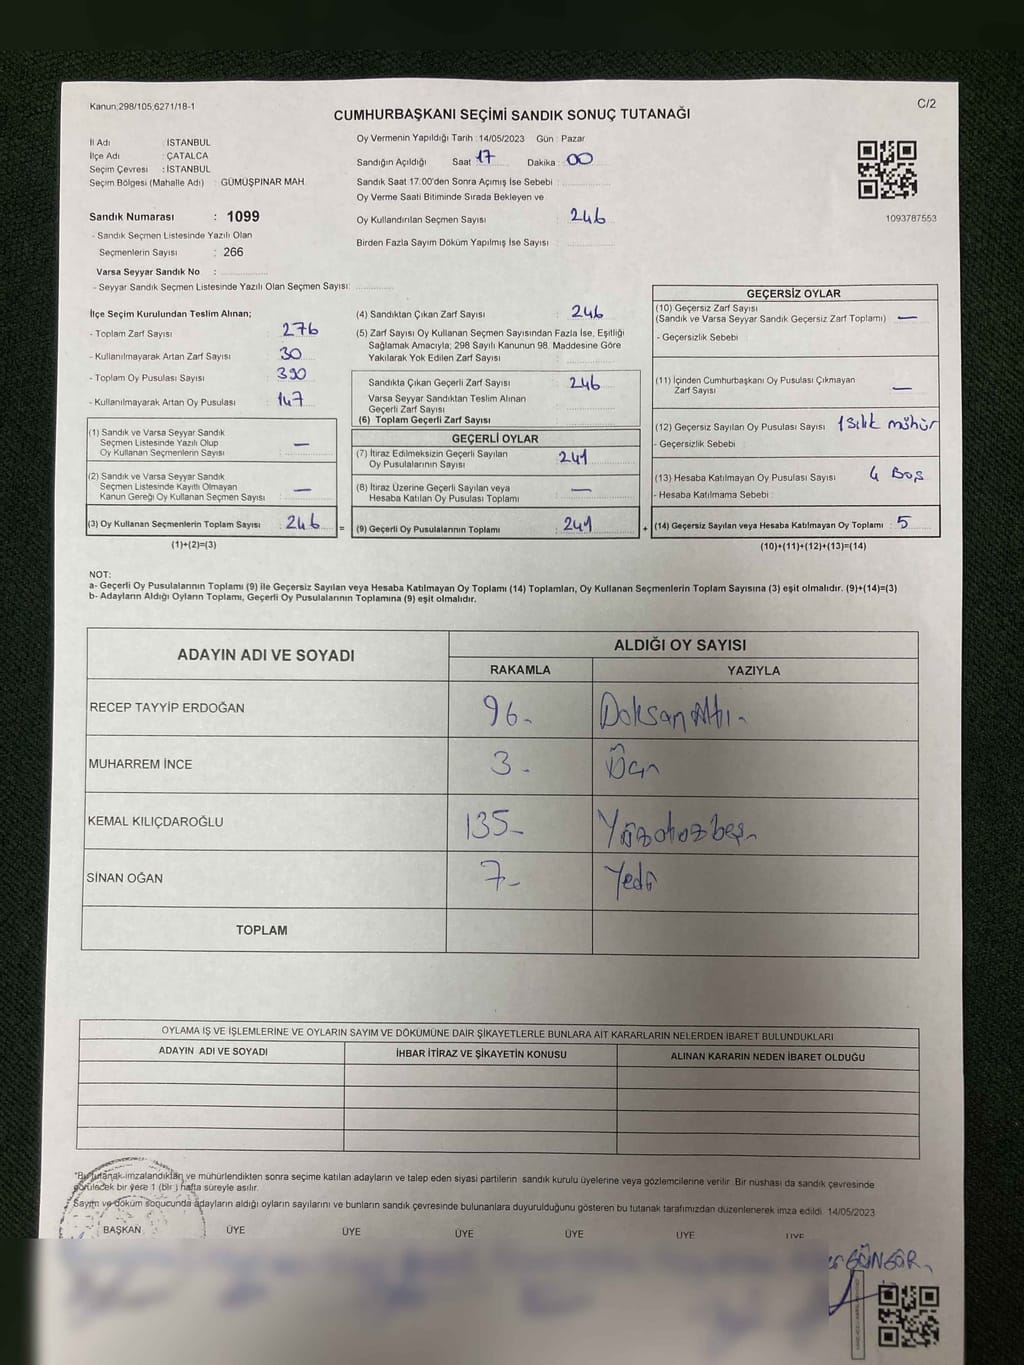 Kanun:298/105,6271/18-1
C/2
CUMHURBAŞKANI SEÇİMİ SANDIK SONUÇ TUTANAĞI
İl Adı : İSTANBUL
İlçe Adı : ÇATALCA
Seçim Çevresi : İSTANBUL
Seçim Bölgesi (Mahalle Adı) : GÜMÜŞPINAR MAH.
Sandık Numarası : 1099
- Sandık Seçmen Listesinde Yazılı Olan
Seçmenlerin Sayısı : 266
Varsa Seyyar Sandık No :
- Seyyar Sandık Seçmen Listesinde Yazılı Olan Seçmen Sayısı:
Oy Vermenin Yapıldığı Tarih : 14/05/2023 Gün : Pazar
Sandığın Açıldığı Saat 17 Dakika : 00
Sandık Saat 17:00'den Sonra Açımış İse Sebebi :
Oy Verme Saati Bitiminde Sırada Bekleyen ve
Oy Kullandırılan Seçmen Sayısı : 246
Birden Fazla Sayım Döküm Yapılmış İse Sayısı :
1093787553
İlçe Seçim Kurulundan Teslim Alınan;
- Toplam Zarf Sayısı : 276
- Kullanılmayarak Artan Zarf Sayısı : 30
- Toplam Oy Pusulası Sayısı : 390
- Kullanılmayarak Artan Oy Pusulası : 147
(1) Sandık ve Varsa Seyyar Sandık
Seçmen Listesinde Yazılı Olup
Oy Kullanan Seçmenlerin Sayısı : —
(2) Sandık ve Varsa Seyyar Sandık
Seçmen Listesinde Kayıtlı Olmayan
Kanun Gereği Oy Kullanan Seçmen Sayısı : —
(3) Oy Kullanan Seçmenlerin Toplam Sayısı : 246
(1)+(2)=(3)
(4) Sandıktan Çıkan Zarf Sayısı : 246
(5) Zarf Sayısı Oy Kullanan Seçmen Sayısından Fazla İse, Eşitliği
Sağlamak Amacıyla; 298 Sayılı Kanunun 98. Maddesine Göre
Yakılarak Yok Edilen Zarf Sayısı :
Sandıkta Çıkan Geçerli Zarf Sayısı : 246
Varsa Seyyar Sandıktan Teslim Alınan
Geçerli Zarf Sayısı :
(6) Toplam Geçerli Zarf Sayısı :
GEÇERLİ OYLAR
(7) İtiraz Edilmeksizin Geçerli Sayılan
Oy Pusulalarının Sayısı : 241
(8) İtiraz Üzerine Geçerli Sayılan veya
Hesaba Katılan Oy Pusulası Toplamı : —
= (9) Geçerli Oy Pusulalarının Toplamı : 241
GEÇERSİZ OYLAR
(10) Geçersiz Zarf Sayısı
(Sandık ve Varsa Seyyar Sandık Geçersiz Zarf Toplamı) : —
- Geçersizlik Sebebi :
(11) İçinden Cumhurbaşkanı Oy Pusulası Çıkmayan
Zarf Sayısı : —
(12) Geçersiz Sayılan Oy Pusulası Sayısı : 1 Silik mühür
- Geçersizlik Sebebi :
(13) Hesaba Katılmayan Oy Pusulası Sayısı : 4 Boş
- Hesaba Katılmama Sebebi :
+ (14) Geçersiz Sayılan veya Hesaba Katılmayan Oy Toplamı : 5
(10)+(11)+(12)+(13)=(14)
NOT:
a- Geçerli Oy Pusulalarının Toplamı (9) ile Geçersiz Sayılan veya Hesaba Katılmayan Oy Toplamı (14) Toplamları, Oy Kullanan Seçmenlerin Toplam Sayısına (3) eşit olmalıdır. (9)+(14)=(3)
b- Adayların Aldığı Oyların Toplamı, Geçerli Oy Pusulalarının Toplamına (9) eşit olmalıdır.
ADAYIN ADI VE SOYADI
ALDIĞI OY SAYISI
RAKAMLA YAZIYLA
RECEP TAYYİP ERDOĞAN 96- Doksan Altı-
MUHARREM İNCE 3- Üç
KEMAL KILIÇDAROĞLU 135- Yüzotuzbeş
SİNAN OĞAN 7- Yedi
TOPLAM
OYLAMA İŞ VE İŞLEMLERİNE VE OYLARIN SAYIM VE DÖKÜMÜNE DAİR ŞİKAYETLERLE BUNLARA AİT KARARLARIN NELERDEN İBARET BULUNDUKLARI
ADAYIN ADI VE SOYADI İHBAR İTİRAZ VE ŞİKAYETİN KONUSU ALINAN KARARIN NEDEN İBARET OLDUĞU
*Bu tutanak imzalandıktan ve mühürlendikten sonra seçime katılan adayların ve talep eden siyasi partilerin sandık kurulu üyelerine veya gözlemcilerine verilir. Bir nüshası da sandık çevresinde
görülecek bir yere 1 (bir ) hafta süreyle asılır.
Sayım ve döküm sonucunda adayların aldığı oyların sayılarını ve bunların sandık çevresinde bulunanlara duyurulduğunu gösteren bu tutanak tarafımızdan düzenlenerek imza edildi. 14/05/2023
BAŞKAN ÜYE ÜYE ÜYE ÜYE ÜYE ÜYE
GÜNGÖR